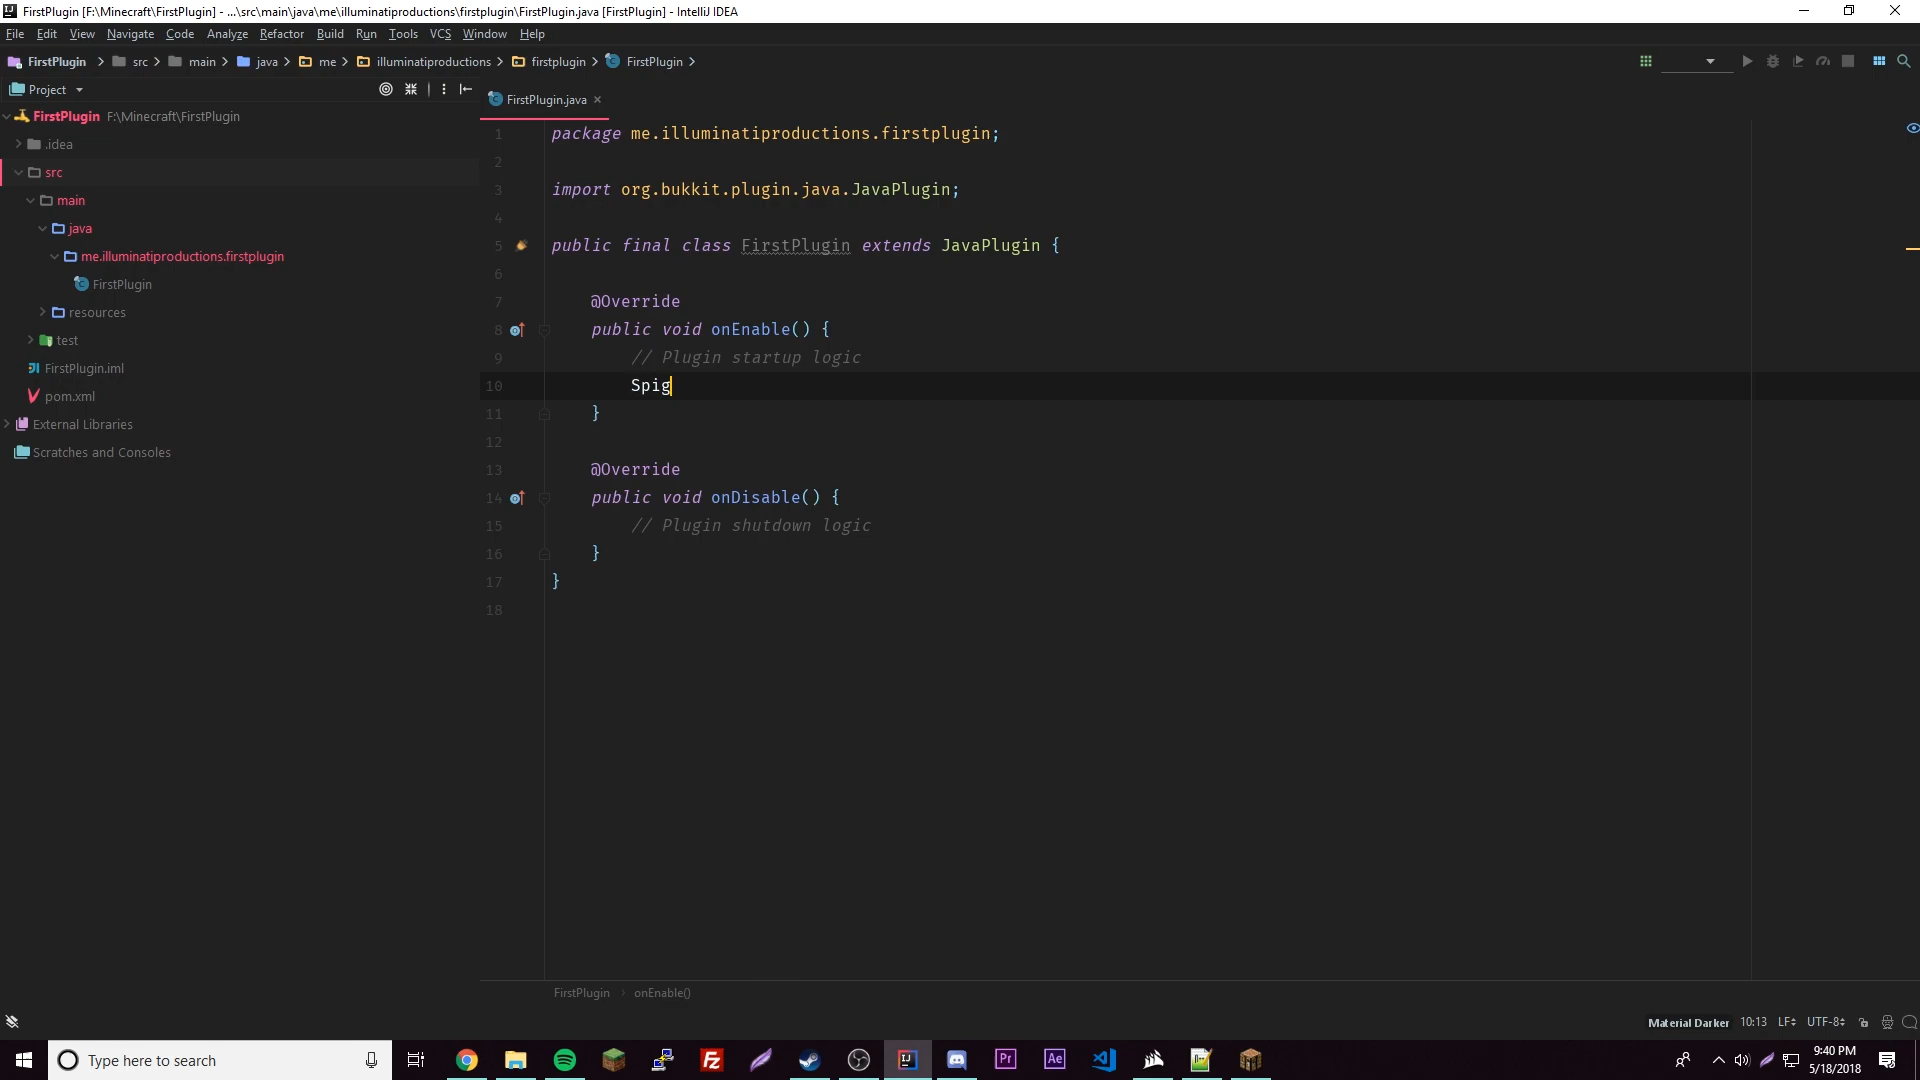 FirstPlugin [F:\Minecraft\FirstPlugin] - ...\src\main\java\me\illuminatiproductions\firstplugin\FirstPlugin.java [FirstPlugin] - IntelliJ IDEA
File Edit View Navigate Code Analyze Refactor Build Run Tools VCS Window Help
FirstPlugin src main java me illuminatiproductions firstplugin FirstPlugin
Project
FirstPlugin.java
FirstPlugin F:\Minecraft\FirstPlugin
.idea
src
main
java
me.illuminatiproductions.firstplugin
FirstPlugin
resources
test
FirstPlugin.iml
pom.xml
External Libraries
Scratches and Consoles
1 package me.illuminatiproductions.firstplugin;
2
3 import org.bukkit.plugin.java.JavaPlugin;
4
5 public final class FirstPlugin extends JavaPlugin {
6
7 @Override
8 public void onEnable() {
9 // Plugin startup logic
10 Spig
11 }
12
13 @Override
14 public void onDisable() {
15 // Plugin shutdown logic
16 }
17 }
18
FirstPlugin › onEnable()
Material Darker 10:13 LF UTF-8
Type here to search
Pr
Ae
9:40 PM
5/18/2018